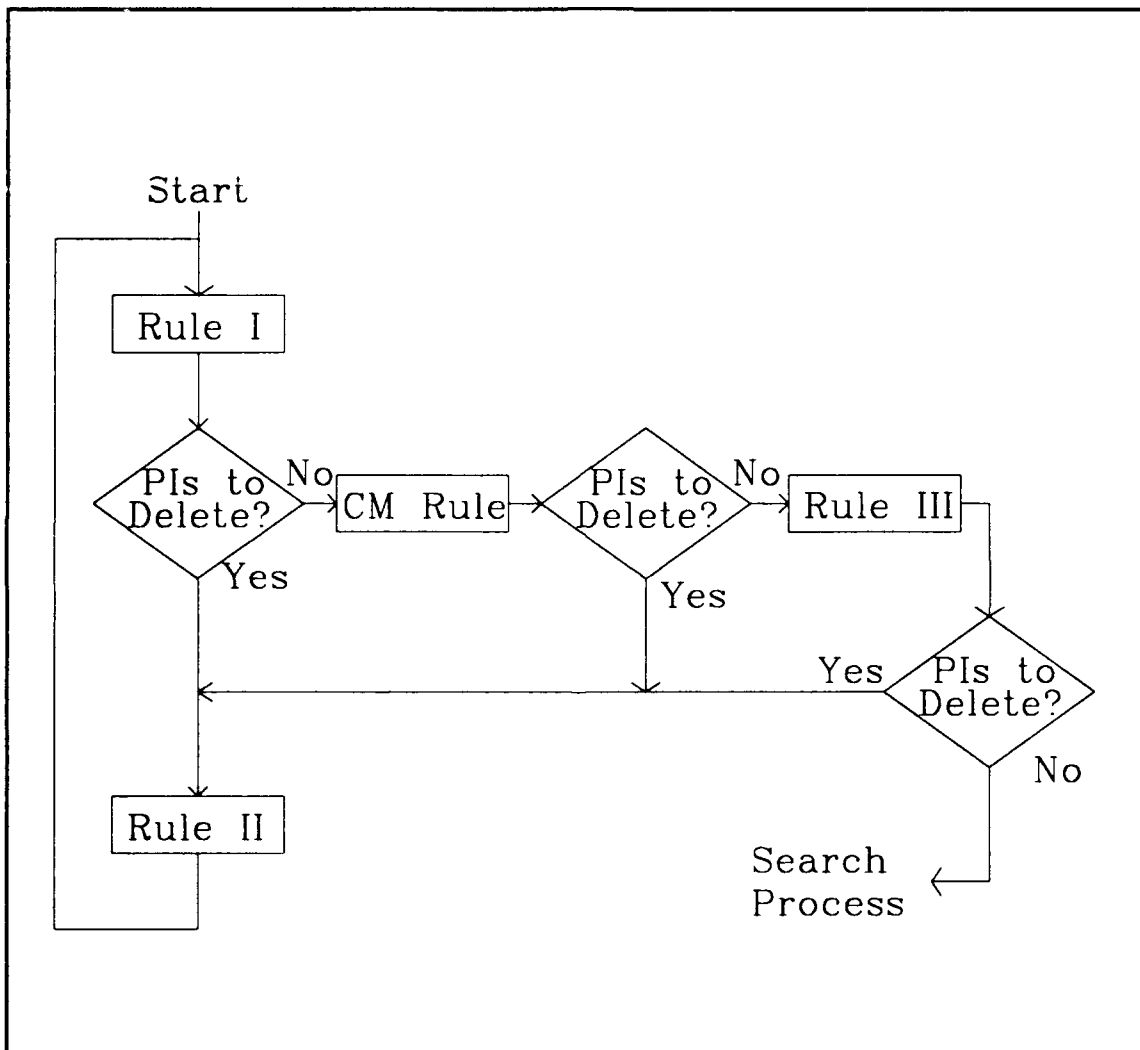 Start
Rule I
PIs to
Delete?
No
CM Rule
PIs to
Delete?
No
Rule III
Yes
Yes
Yes
PIs to
Delete?
No
Rule II
Search
Process